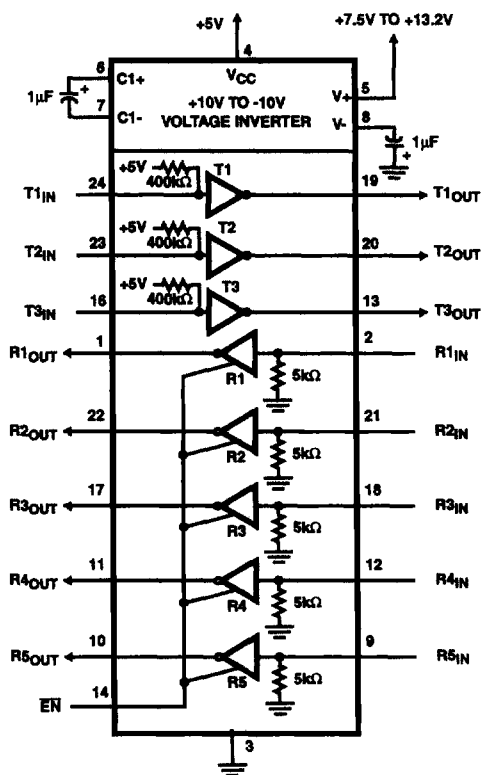 +5V
+7.5V TO +13.2V
4
6
C1+
VCC
5
V+
1µF
+
7
C1-
+10V TO -10V
VOLTAGE INVERTER
V-
8
1µF
+
+5V
400kΩ
T1
T1IN
24
19
T1OUT
+5V
400kΩ
T2
T2IN
23
20
T2OUT
+5V
400kΩ
T3
T3IN
16
13
T3OUT
R1OUT
1
2
R1IN
R1
5kΩ
R2OUT
22
21
R2IN
R2
5kΩ
R3OUT
17
18
R3IN
R3
5kΩ
R4OUT
11
12
R4IN
R4
5kΩ
R5OUT
10
9
R5IN
R5
5kΩ
EN
14
3